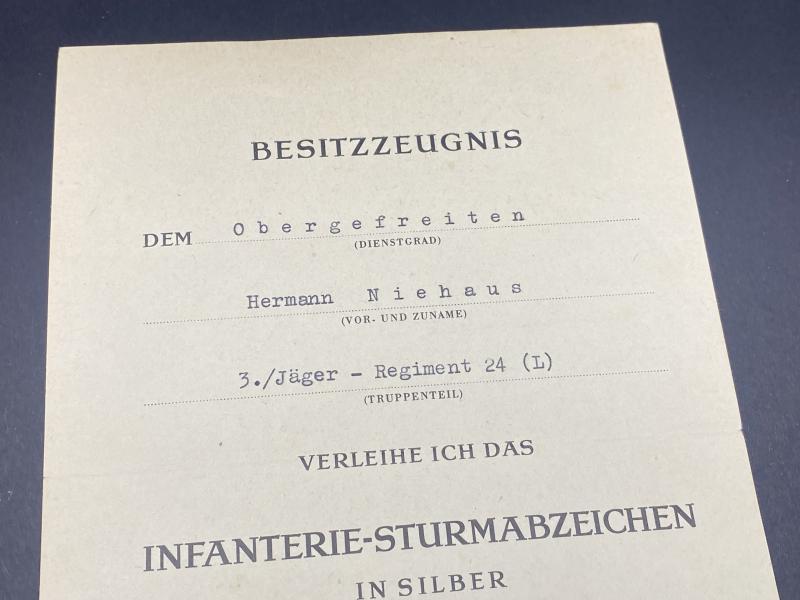 BESITZZEUGNIS
DEM Obergefreiten
(DIENSTGRAD)
Hermann Niehaus
(VOR- UND ZUNAME)
3./Jäger - Regiment 24 (L)
(TRUPPENTEIL)
VERLEIHE ICH DAS
INFANTERIE-STURMABZEICHEN
IN SILBER